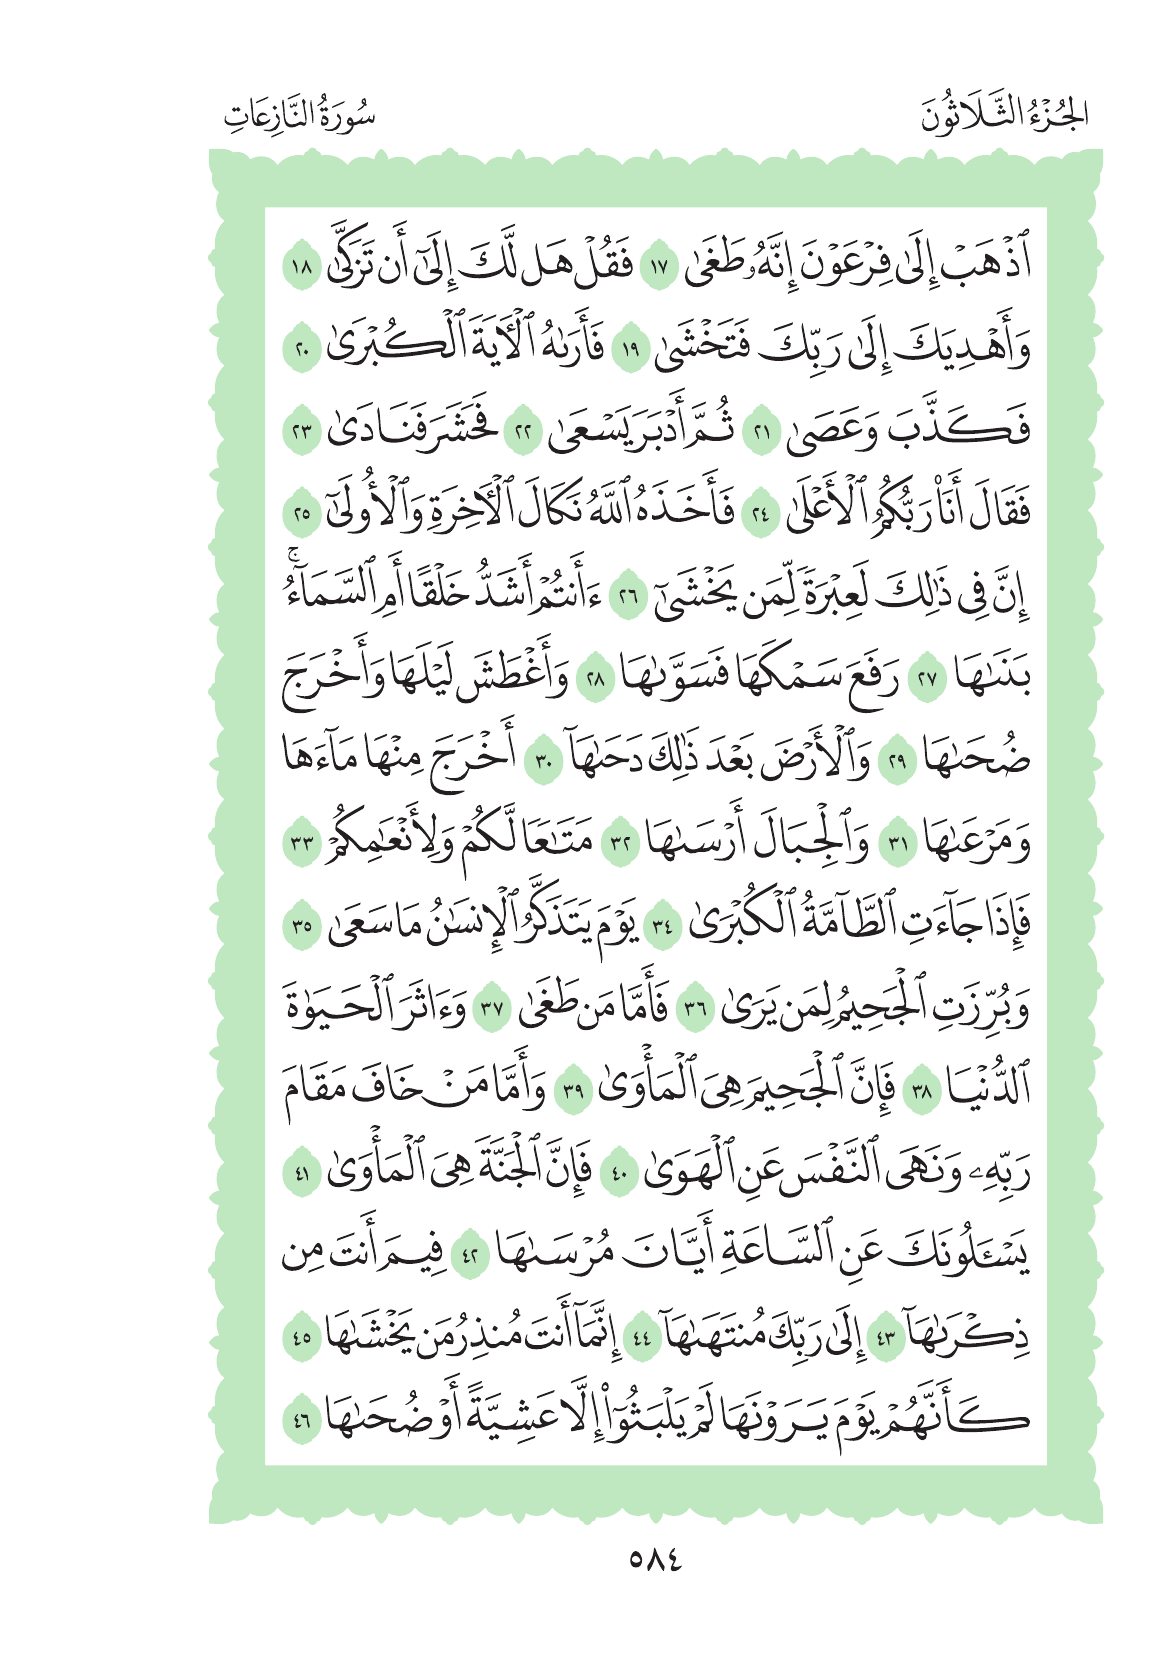 الجُزْءُ الثَّلَاثُونَ
سُورَةُ النَّازِعَاتِ
ٱذْهَبْ إِلَىٰ فِرْعَوْنَ إِنَّهُۥ طَغَىٰ ١٧ فَقُلْ هَل لَّكَ إِلَىٰٓ أَن تَزَكَّىٰ ١٨
وَأَهْدِيَكَ إِلَىٰ رَبِّكَ فَتَخْشَىٰ ١٩ فَأَرَىٰهُ ٱلْـَٔايَةَ ٱلْكُبْرَىٰ ٢٠
فَكَذَّبَ وَعَصَىٰ ٢١ ثُمَّ أَدْبَرَ يَسْعَىٰ ٢٢ فَحَشَرَ فَنَادَىٰ ٢٣
فَقَالَ أَنَا۠ رَبُّكُمُ ٱلْأَعْلَىٰ ٢٤ فَأَخَذَهُ ٱللَّهُ نَكَالَ ٱلْـَٔاخِرَةِ وَٱلْأُولَىٰٓ ٢٥
إِنَّ فِى ذَٰلِكَ لَعِبْرَةً لِّمَن يَخْشَىٰٓ ٢٦ ءَأَنتُمْ أَشَدُّ خَلْقًا أَمِ ٱلسَّمَآءُ ۚ
بَنَىٰهَا ٢٧ رَفَعَ سَمْكَهَا فَسَوَّىٰهَا ٢٨ وَأَغْطَشَ لَيْلَهَا وَأَخْرَجَ
ضُحَىٰهَا ٢٩ وَٱلْأَرْضَ بَعْدَ ذَٰلِكَ دَحَىٰهَآ ٣٠ أَخْرَجَ مِنْهَا مَآءَهَا
وَمَرْعَىٰهَا ٣١ وَٱلْجِبَالَ أَرْسَىٰهَا ٣٢ مَتَـٰعًا لَّكُمْ وَلِأَنْعَـٰمِكُمْ ٣٣
فَإِذَا جَآءَتِ ٱلطَّآمَّةُ ٱلْكُبْرَىٰ ٣٤ يَوْمَ يَتَذَكَّرُ ٱلْإِنسَـٰنُ مَا سَعَىٰ ٣٥
وَبُرِّزَتِ ٱلْجَحِيمُ لِمَن يَرَىٰ ٣٦ فَأَمَّا مَن طَغَىٰ ٣٧ وَءَاثَرَ ٱلْحَيَوٰةَ
ٱلدُّنْيَا ٣٨ فَإِنَّ ٱلْجَحِيمَ هِىَ ٱلْمَأْوَىٰ ٣٩ وَأَمَّا مَنْ خَافَ مَقَامَ
رَبِّهِۦ وَنَهَى ٱلنَّفْسَ عَنِ ٱلْهَوَىٰ ٤٠ فَإِنَّ ٱلْجَنَّةَ هِىَ ٱلْمَأْوَىٰ ٤١
يَسْـَٔلُونَكَ عَنِ ٱلسَّاعَةِ أَيَّانَ مُرْسَىٰهَا ٤٢ فِيمَ أَنتَ مِن
ذِكْرَىٰهَآ ٤٣ إِلَىٰ رَبِّكَ مُنتَهَىٰهَآ ٤٤ إِنَّمَآ أَنتَ مُنذِرُ مَن يَخْشَىٰهَا ٤٥
كَأَنَّهُمْ يَوْمَ يَرَوْنَهَا لَمْ يَلْبَثُوٓا۟ إِلَّا عَشِيَّةً أَوْ ضُحَىٰهَا ٤٦
٥٨٤